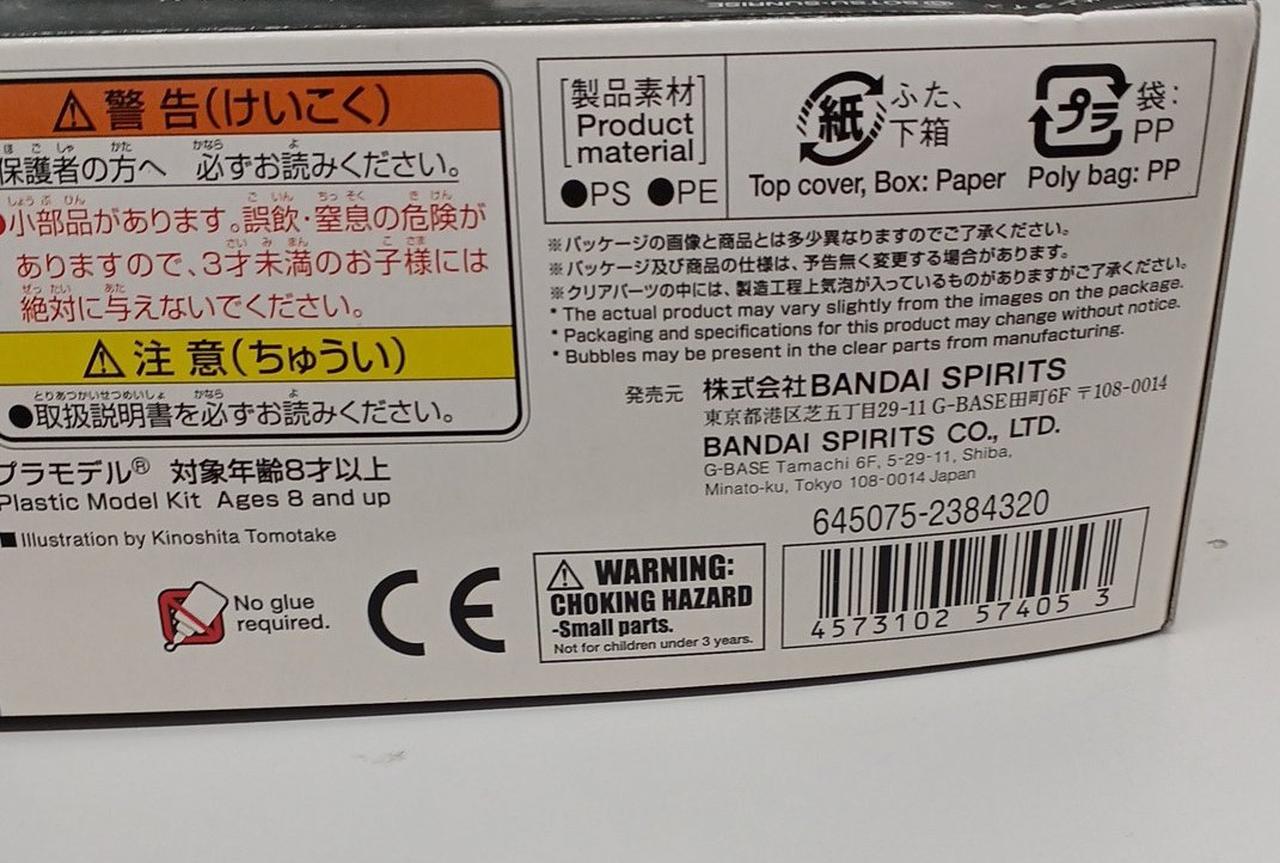 ©SOTSU・SUNRISE
⚠警告(けいこく)
保護者の方へ 必ずお読みください。
●小部品があります。誤飲・窒息の危険が
ありますので、3才未満のお子様には
絶対に与えないでください。
⚠注意(ちゅうい)
●取扱説明書を必ずお読みください。
プラモデル® 対象年齢8才以上
Plastic Model Kit Ages 8 and up
■Illustration by Kinoshita Tomotake
No glue
required.
CE
[製品素材
Product
material]
●PS ●PE
紙 ふた、
下箱
Top cover, Box: Paper
プラ 袋:
PP
Poly bag: PP
※パッケージの画像と商品とは多少異なりますのでご了承ください。
※パッケージ及び商品の仕様は、予告無く変更する場合があります。
※クリアパーツの中には、製造工程上気泡が入っているものがありますがご了承ください。
* The actual product may vary slightly from the images on the package.
* Packaging and specifications for this product may change without notice.
* Bubbles may be present in the clear parts from manufacturing.
発売元 株式会社BANDAI SPIRITS
東京都港区芝五丁目29-11 G-BASE田町6F 〒108-0014
BANDAI SPIRITS CO., LTD.
G-BASE Tamachi 6F, 5-29-11, Shiba,
Minato-ku, Tokyo 108-0014 Japan
⚠ WARNING:
CHOKING HAZARD
-Small parts.
Not for children under 3 years.
645075-2384320
4573102 57405 3